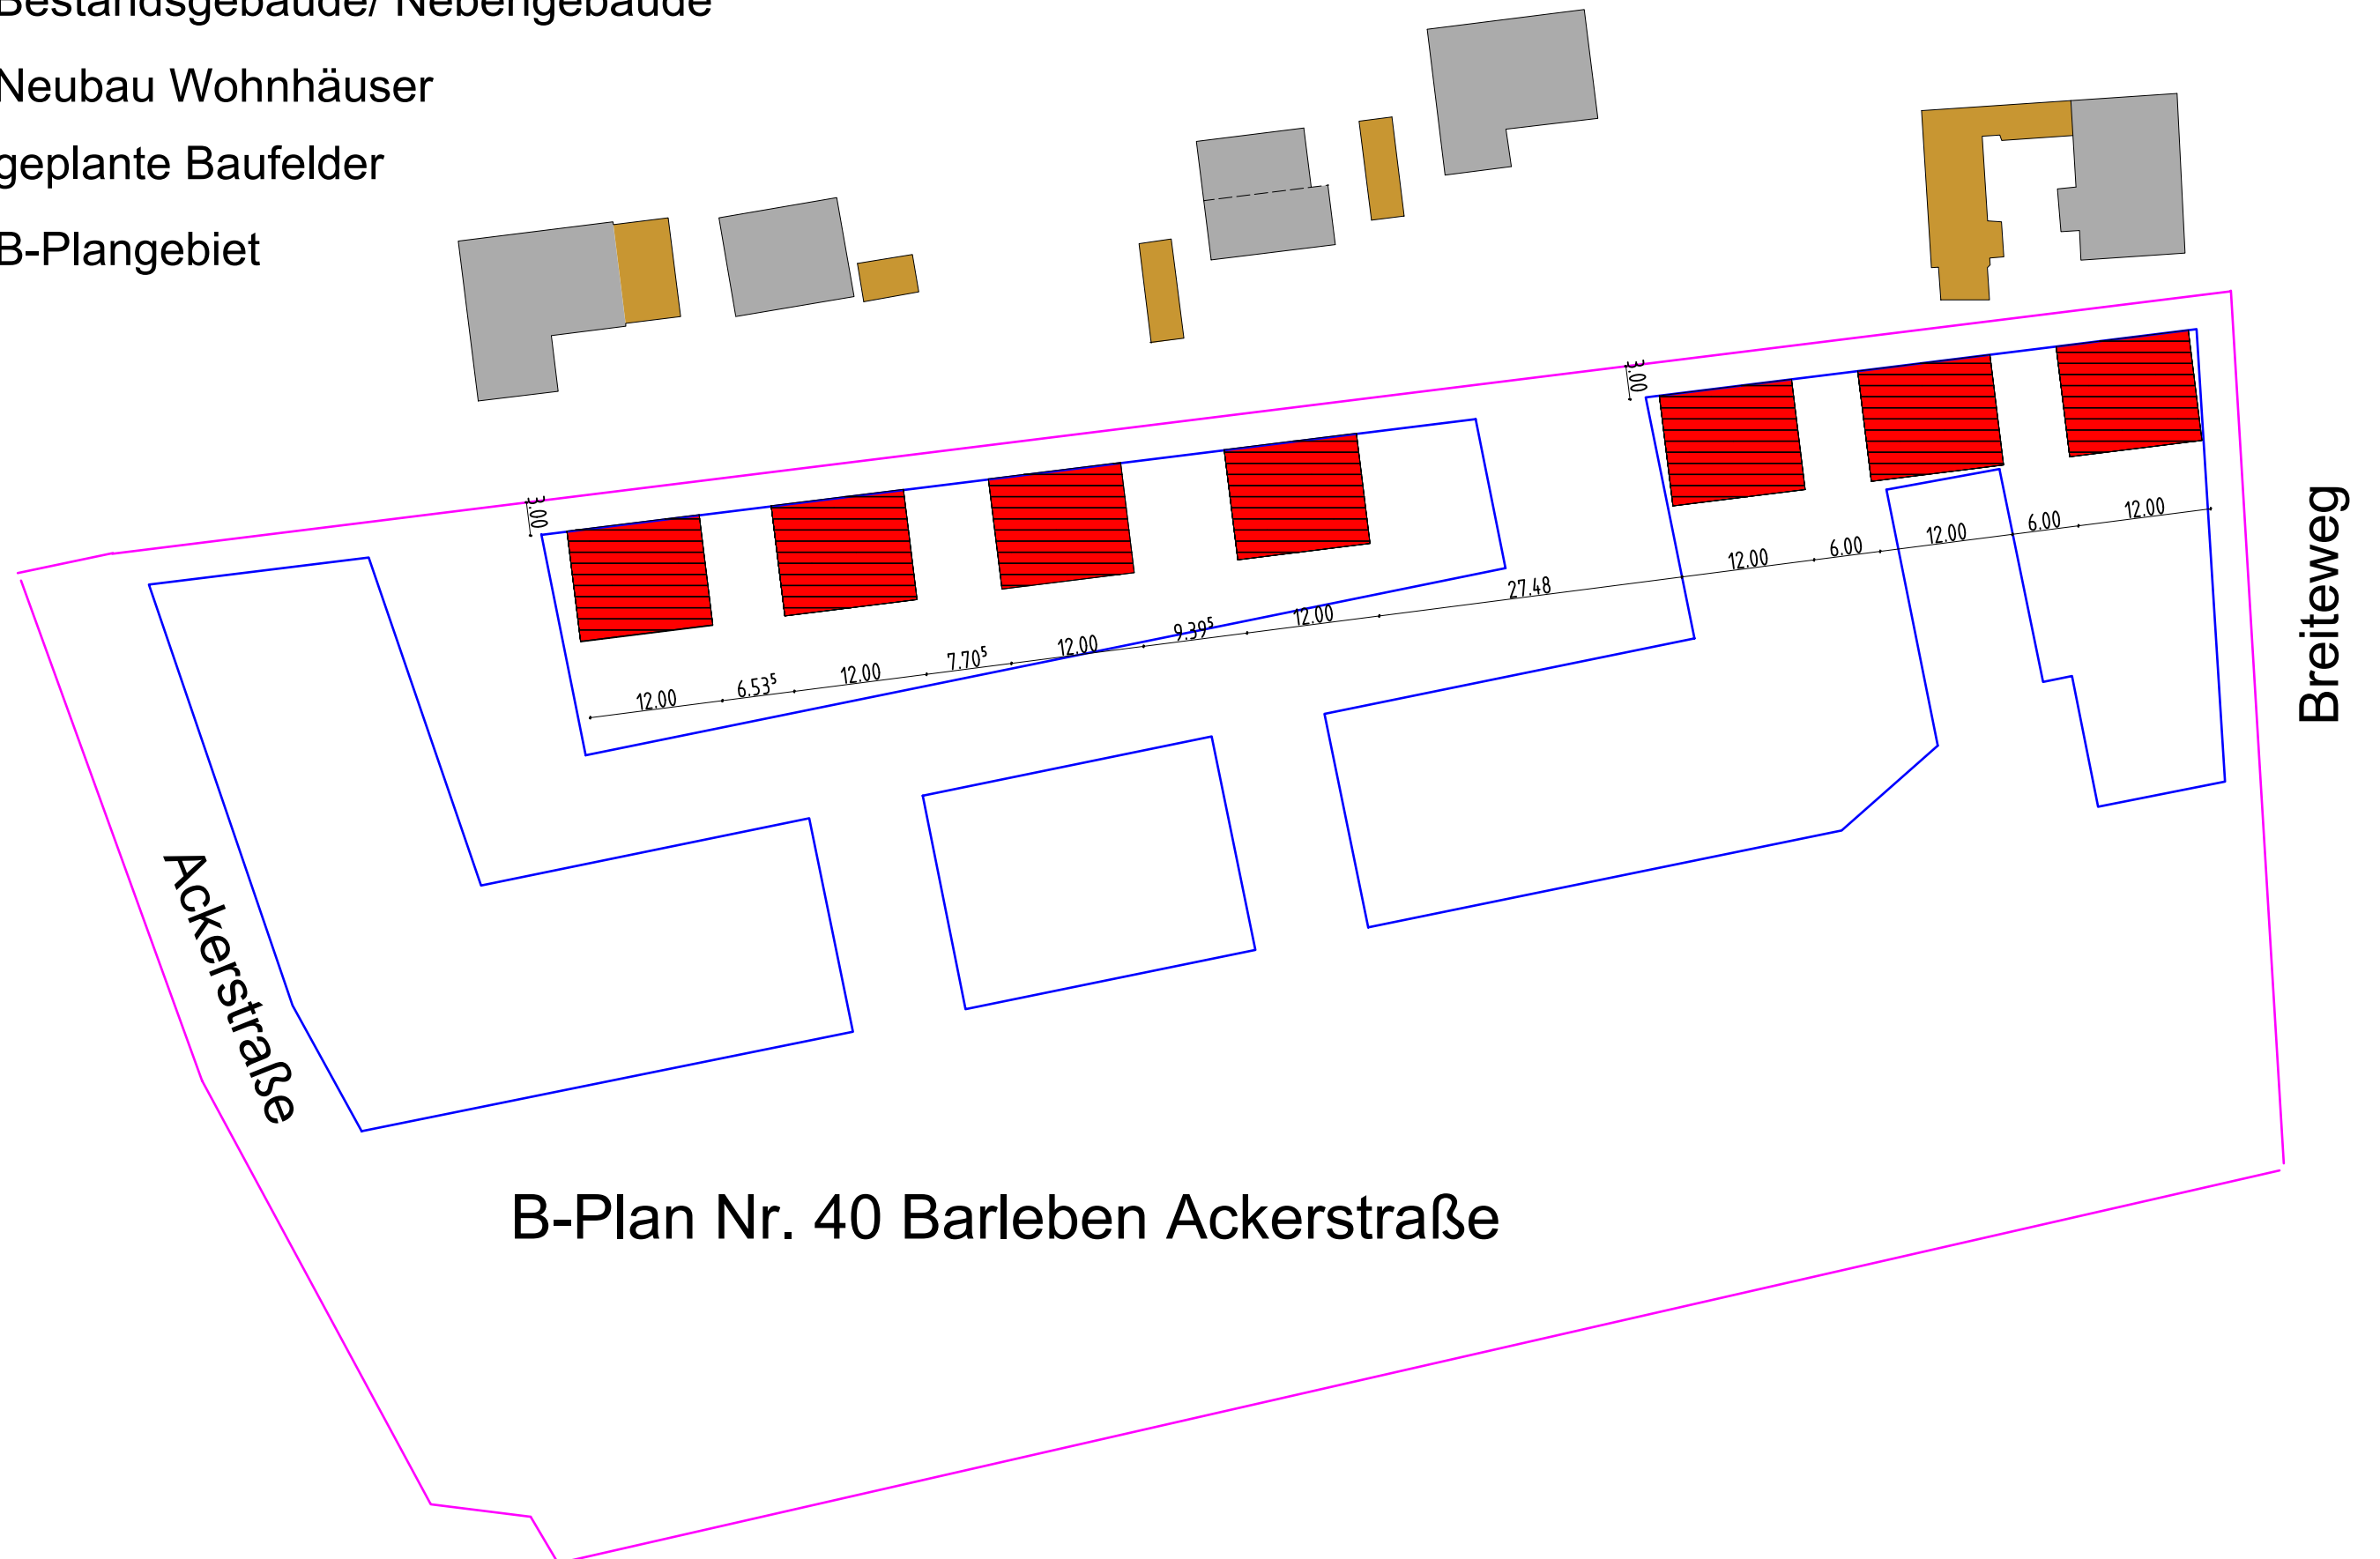 Bestandsgebäude/ Nebengebäude
Neubau Wohnhäuser
geplante Baufelder
B-Plangebiet
3.00
3.00
12.00
6.53⁵
12.00
7.70⁵
12.00
9.39⁵
12.00
27.48
12.00
6.00
12.00
6.00
12.00
Breiteweg
Ackerstraße
B-Plan Nr. 40 Barleben Ackerstraße